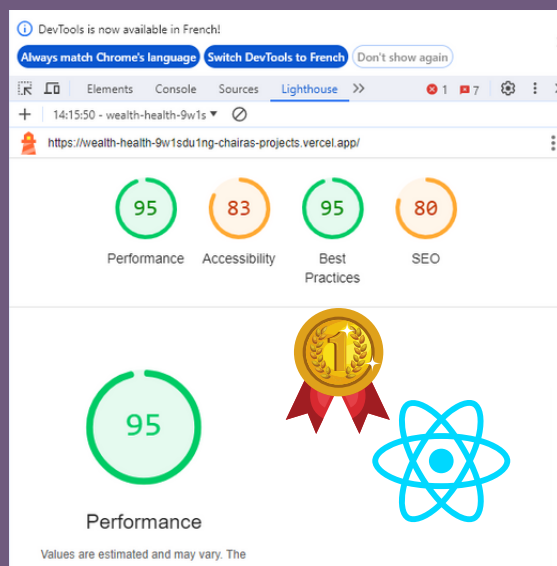 DevTools is now available in French!
Always match Chrome's language Switch DevTools to French Don't show again
Elements Console Sources Lighthouse 1 7
14:15:50 - wealth-health-9w1s
https://wealth-health-9w1sdu1ng-chairas-projects.vercel.app/
95 83 95 80
Performance Accessibility Best Practices SEO
1
95
Performance
Values are estimated and may vary. The